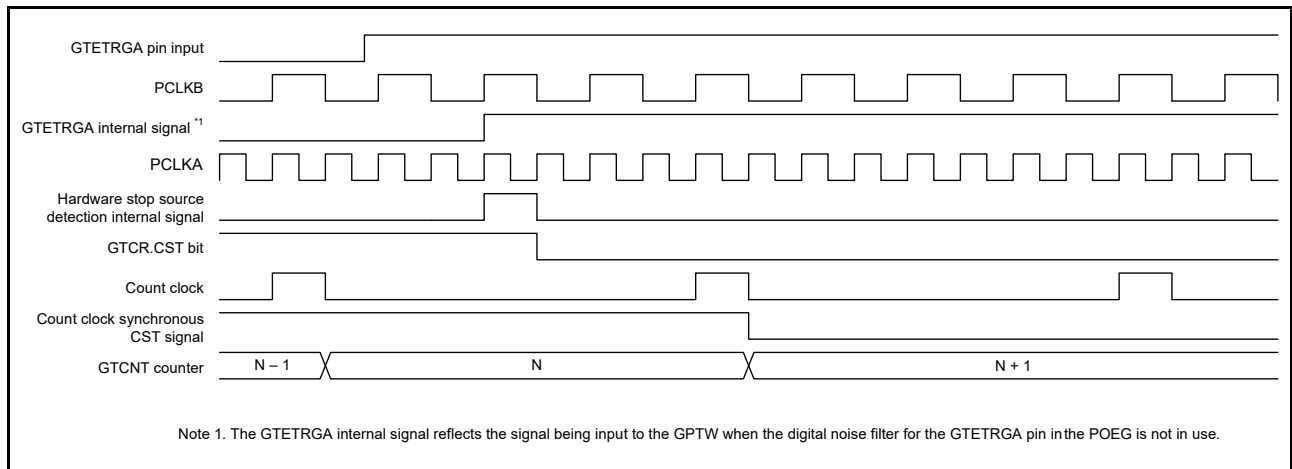 GTETRGA pin input
PCLKB
GTETRGA internal signal *1
PCLKA
Hardware stop source
detection internal signal
GTCR.CST bit
Count clock
Count clock synchronous
CST signal
GTCNT counter
N – 1
N
N + 1
Note 1. The GTETRGA internal signal reflects the signal being input to the GPTW when the digital noise filter for the GTETRGA pin in the POEG is not in use.